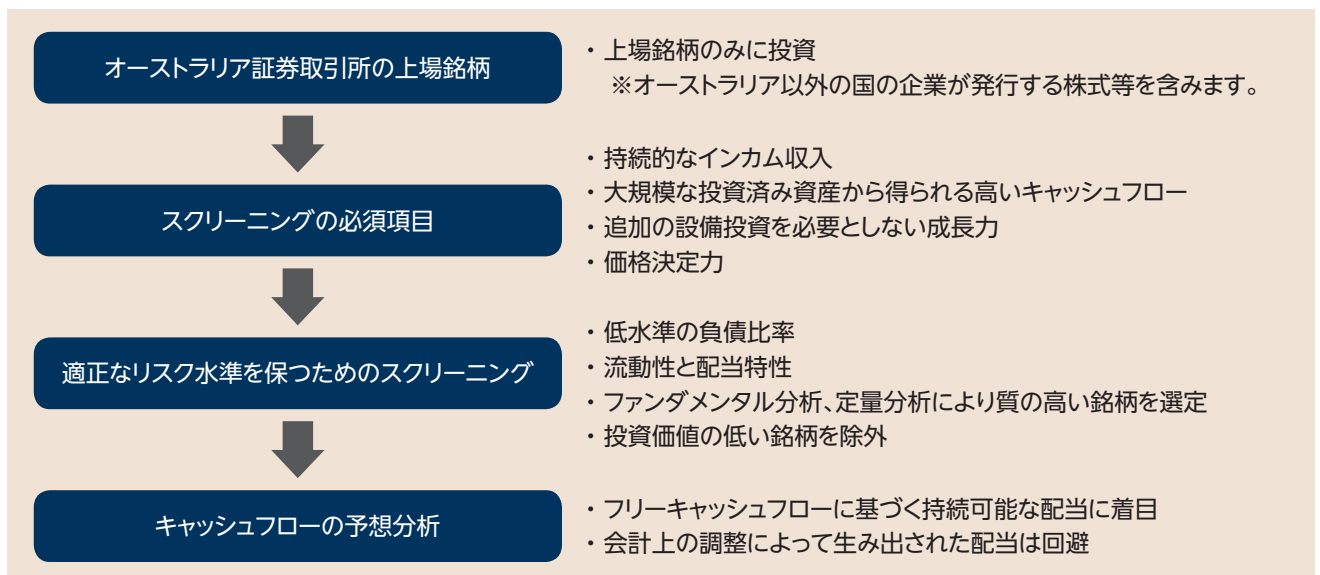 オーストラリア証券取引所の上場銘柄
・上場銘柄のみに投資
※オーストラリア以外の国の企業が発行する株式等を含みます。
スクリーニングの必須項目
・持続的なインカム収入
・大規模な投資済み資産から得られる高いキャッシュフロー
・追加の設備投資を必要としない成長力
・価格決定力
適正なリスク水準を保つためのスクリーニング
・低水準の負債比率
・流動性と配当特性
・ファンダメンタル分析、定量分析により質の高い銘柄を選定
・投資価値の低い銘柄を除外
キャッシュフローの予想分析
・フリーキャッシュフローに基づく持続可能な配当に着目
・会計上の調整によって生み出された配当は回避